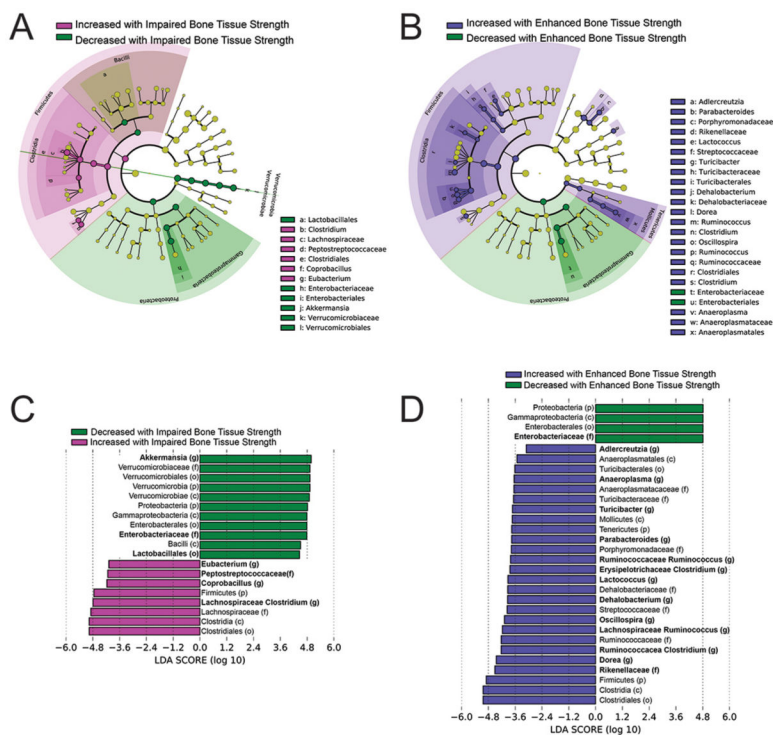 A
Increased with Impaired Bone Tissue Strength
Decreased with Impaired Bone Tissue Strength
Bacilli
Firmicutes
Clostridia
Verrucomicrobia
Verrucomicrobiae
Gammaproteobacteria
Proteobacteria
a: Lactobacillales
b: Clostridium
c: Lachnospiraceae
d: Peptostreptococcaceae
e: Clostridiales
f: Coprobacillus
g: Eubacterium
h: Enterobacteriaceae
i: Enterobacteriales
j: Akkermansia
k: Verrucomicrobiaceae
l: Verrucomicrobiales
B
Increased with Enhanced Bone Tissue Strength
Decreased with Enhanced Bone Tissue Strength
Firmicutes
Clostridia
Tenericutes
Mollicutes
Gammaproteobacteria
Proteobacteria
a: Adlercreutzia
b: Parabacteroides
c: Porphyromonadaceae
d: Rikenellaceae
e: Lactococcus
f: Streptococcaceae
g: Turicibacter
h: Turicibacteraceae
i: Turicibacterales
j: Dehalobacterium
k: Dehalobacteriaceae
l: Dorea
m: Ruminococcus
n: Clostridium
o: Oscillospira
p: Ruminococcus
q: Ruminococcaceae
r: Clostridiales
s: Clostridium
t: Enterobacteriaceae
u: Enterobacteriales
v: Anaeroplasma
w: Anaeroplasmataceae
x: Anaeroplasmatales
C
Decreased with Impaired Bone Tissue Strength
Increased with Impaired Bone Tissue Strength
Akkermansia (g)
Verrucomicrobiaceae (f)
Verrucomicrobiales (o)
Verrucomicrobia (p)
Verrucomicrobiae (c)
Proteobacteria (p)
Gammaproteobacteria (c)
Enterobacterales (o)
Enterobacteriaceae (f)
Bacilli (c)
Lactobacillales (o)
Eubacterium (g)
Peptostreptococcaceae(f)
Coprobacillus (g)
Firmicutes (p)
Lachnospiraceae Clostridium (g)
Lachnospiraceae (f)
Clostridia (c)
Clostridiales (o)
−6.0 −4.8 −3.6 −2.4 −1.2 0.0 1.2 2.4 3.6 4.8 6.0
LDA SCORE (log 10)
D
Increased with Enhanced Bone Tissue Strength
Decreased with Enhanced Bone Tissue Strength
Proteobacteria (p)
Gammaproteobacteria (c)
Enterobacterales (o)
Enterobacteriaceae (f)
Adlercreutzia (g)
Anaeroplasmatales (c)
Turicibacterales (o)
Anaeroplasma (g)
Anaeroplasmatacaceae (f)
Turicibacteraceae (f)
Turicibacter (g)
Mollicutes (c)
Tenericutes (p)
Parabacteroides (g)
Porphyromonadaceae (f)
Ruminococcaceae Ruminococcus (g)
Erysipelotrichaceae Clostridium (g)
Lactococcus (g)
Dehalobacteriaceae (f)
Dehalobacterium (g)
Streptococcaceae (f)
Oscillospira (g)
Lachnospiraceae Ruminococcus (g)
Ruminococcaceae (f)
Ruminococcacea Clostridium (g)
Dorea (g)
Rikenellaceae (f)
Firmicutes (p)
Clostridia (c)
Clostridiales (o)
−6.0 −4.8 −3.6 −2.4 −1.2 0.0 1.2 2.4 3.6 4.8 6.0
LDA SCORE (log 10)